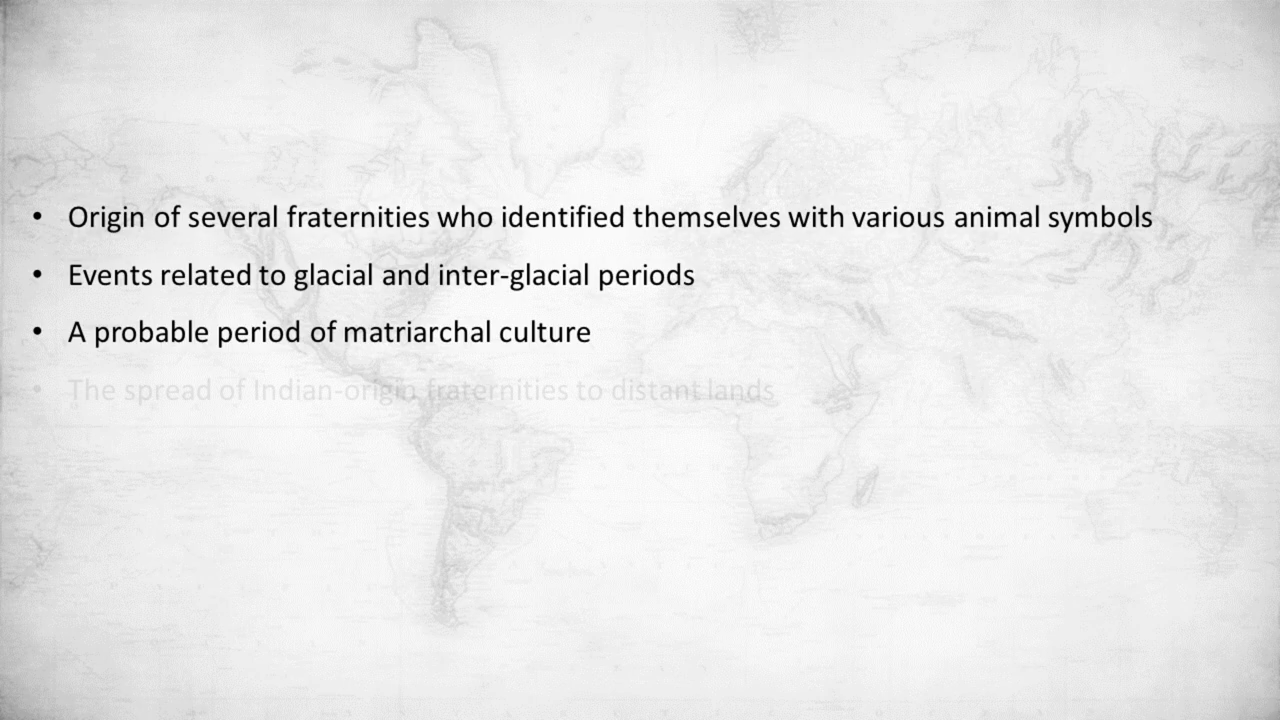 • Origin of several fraternities who identified themselves with various animal symbols
• Events related to glacial and inter-glacial periods
• A probable period of matriarchal culture
• The spread of Indian-origin fraternities to distant lands